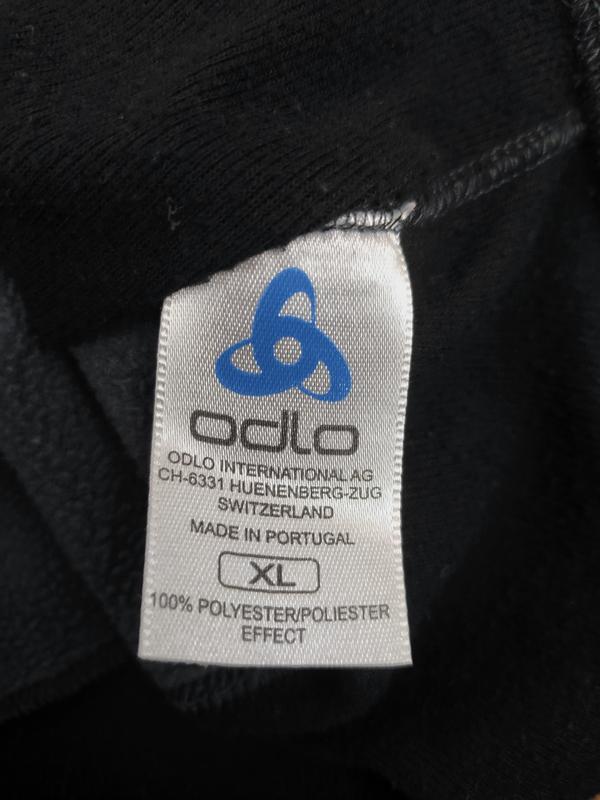 odlo
ODLO INTERNATIONAL AG
CH-6331 HUENENBERG-ZUG
SWITZERLAND
MADE IN PORTUGAL
XL
100% POLYESTER/POLIESTER
EFFECT